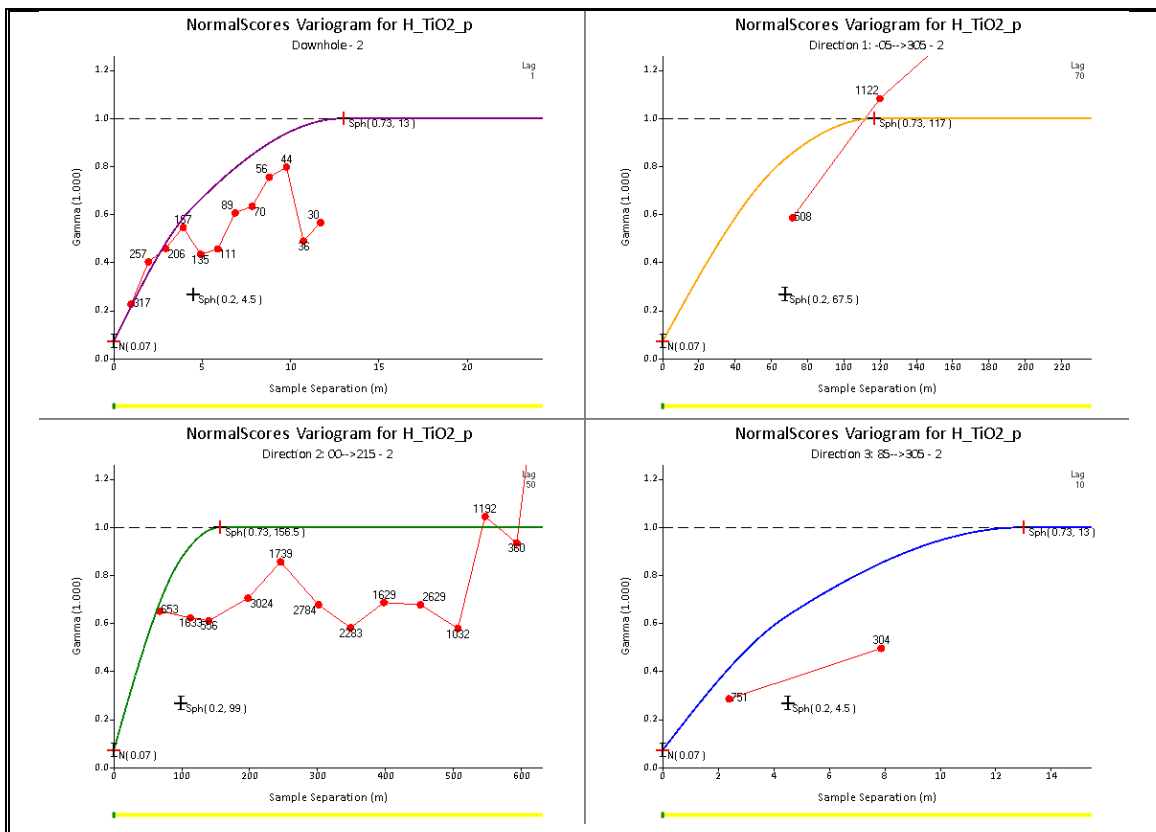 NormalScores Variogram for H_TiO2_p
Downhole - 2
Lag
1
1.2
1.0
0.8
0.6
0.4
0.2
0.0
Gamma (1.000)
Sph( 0.73, 13 )
44
56
89
70
30
36
167
257
206
135
111
317
Sph( 0.2, 4.5 )
N( 0.07 )
0 5 10 15 20
Sample Separation (m)
NormalScores Variogram for H_TiO2_p
Direction 1: -05-->305 - 2
Lag
70
1.2
1.0
0.8
0.6
0.4
0.2
0.0
Gamma (1.000)
1122
Sph( 0.73, 117 )
508
Sph( 0.2, 67.5 )
N( 0.07 )
0 20 40 60 80 100 120 140 160 180 200 220
Sample Separation (m)
NormalScores Variogram for H_TiO2_p
Direction 2: 00-->215 - 2
Lag
50
1.2
1.0
0.8
0.6
0.4
0.2
0.0
Gamma (1.000)
1192
Sph( 0.73, 156.5 )
360
1739
653
1633
556
3024
2784
2283
1629
2629
1032
Sph( 0.2, 99 )
N( 0.07 )
0 100 200 300 400 500 600
Sample Separation (m)
NormalScores Variogram for H_TiO2_p
Direction 3: 85-->305 - 2
Lag
10
1.2
1.0
0.8
0.6
0.4
0.2
0.0
Gamma (1.000)
Sph( 0.73, 13 )
304
751
Sph( 0.2, 4.5 )
N( 0.07 )
0 2 4 6 8 10 12 14
Sample Separation (m)